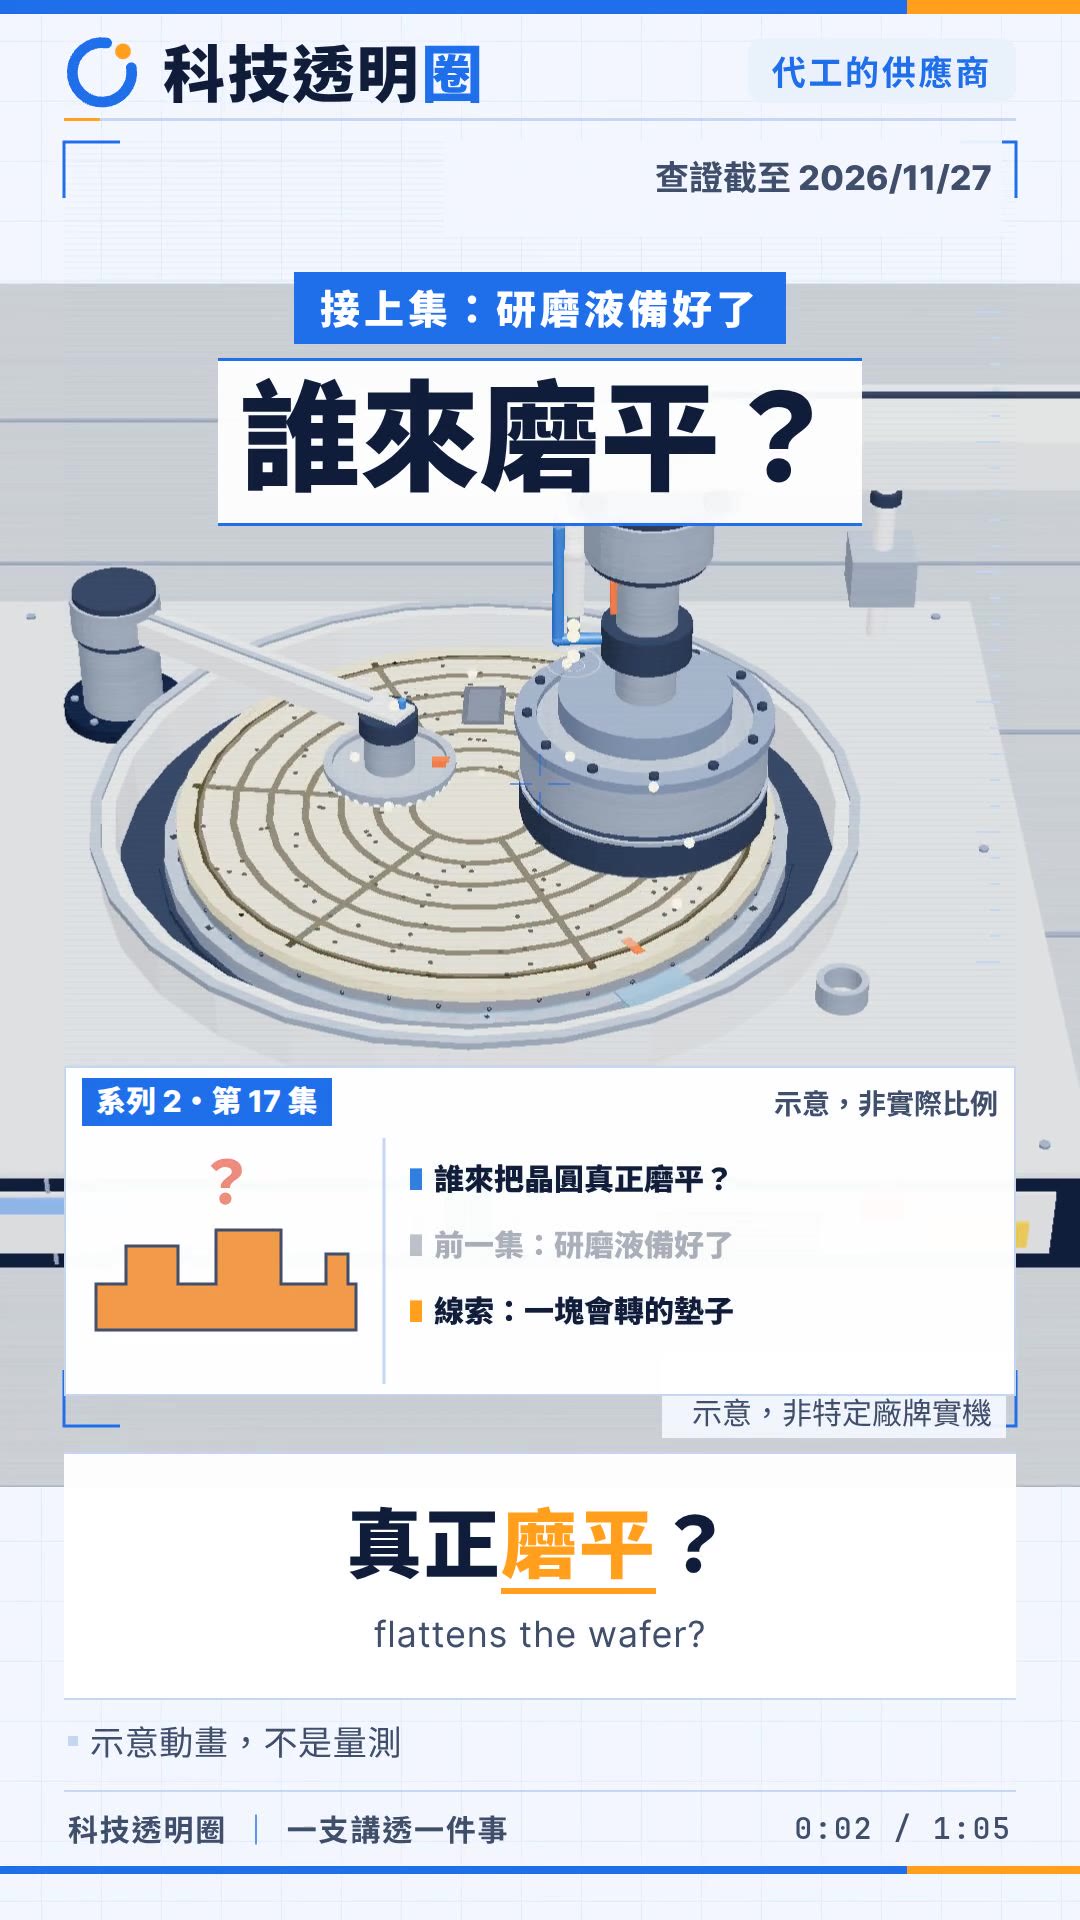 科技透明圈
代工的供應商
查證截至 2026/11/27
接上集：研磨液備好了
誰來磨平？
系列 2・第 17 集
示意，非實際比例
?
誰來把晶圓真正磨平？
前一集：研磨液備好了
線索：一塊會轉的墊子
示意，非特定廠牌實機
真正磨平？
flattens the wafer?
示意動畫，不是量測
科技透明圈｜一支講透一件事
0:02 / 1:05